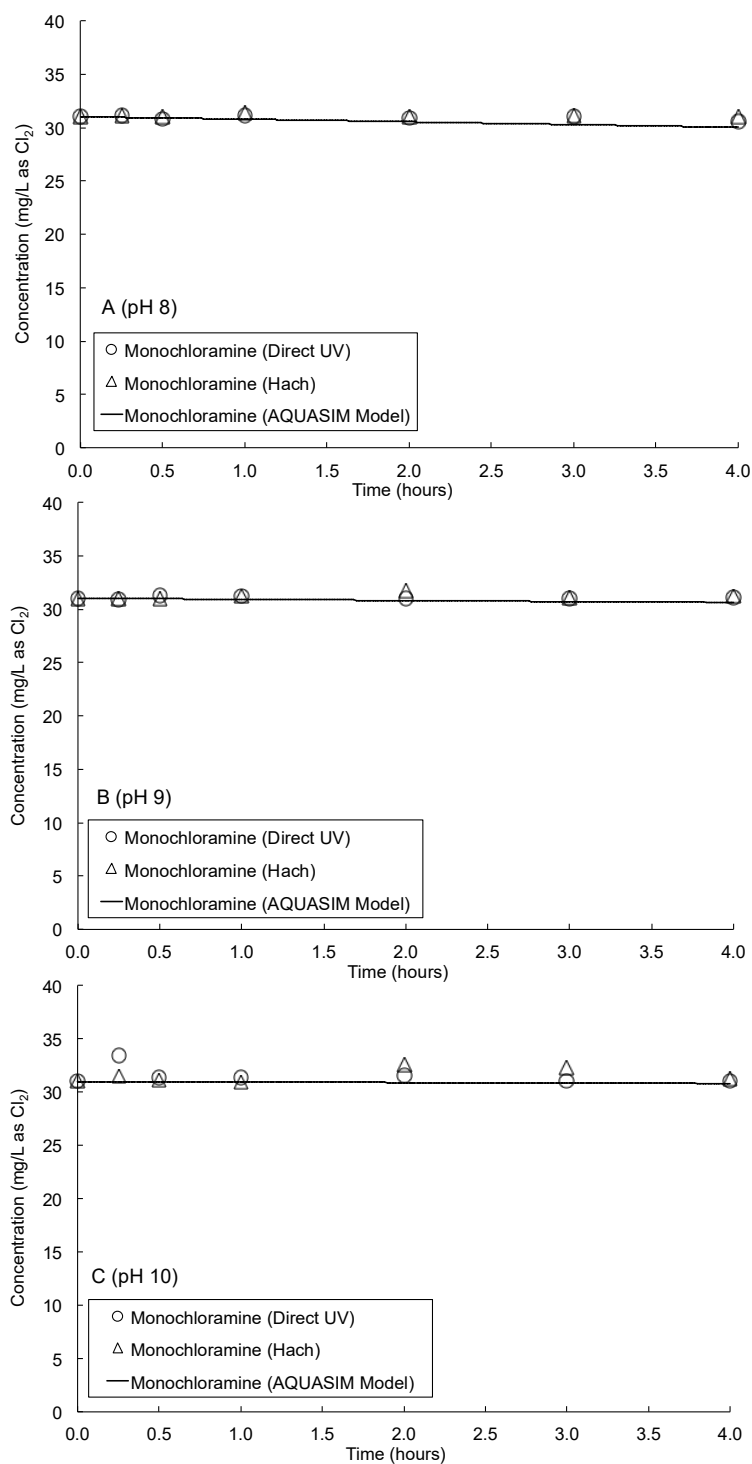 40
35
30
25
20
15
10
5
0
Concentration (mg/L as Cl₂)
A (pH 8)
Monochloramine (Direct UV)
Monochloramine (Hach)
Monochloramine (AQUASIM Model)
0.0 0.5 1.0 1.5 2.0 2.5 3.0 3.5 4.0
Time (hours)
40
35
30
25
20
15
10
5
0
Concentration (mg/L as Cl₂)
B (pH 9)
Monochloramine (Direct UV)
Monochloramine (Hach)
Monochloramine (AQUASIM Model)
0.0 0.5 1.0 1.5 2.0 2.5 3.0 3.5 4.0
Time (hours)
40
35
30
25
20
15
10
5
0
Concentration (mg/L as Cl₂)
C (pH 10)
Monochloramine (Direct UV)
Monochloramine (Hach)
Monochloramine (AQUASIM Model)
0.0 0.5 1.0 1.5 2.0 2.5 3.0 3.5 4.0
Time (hours)